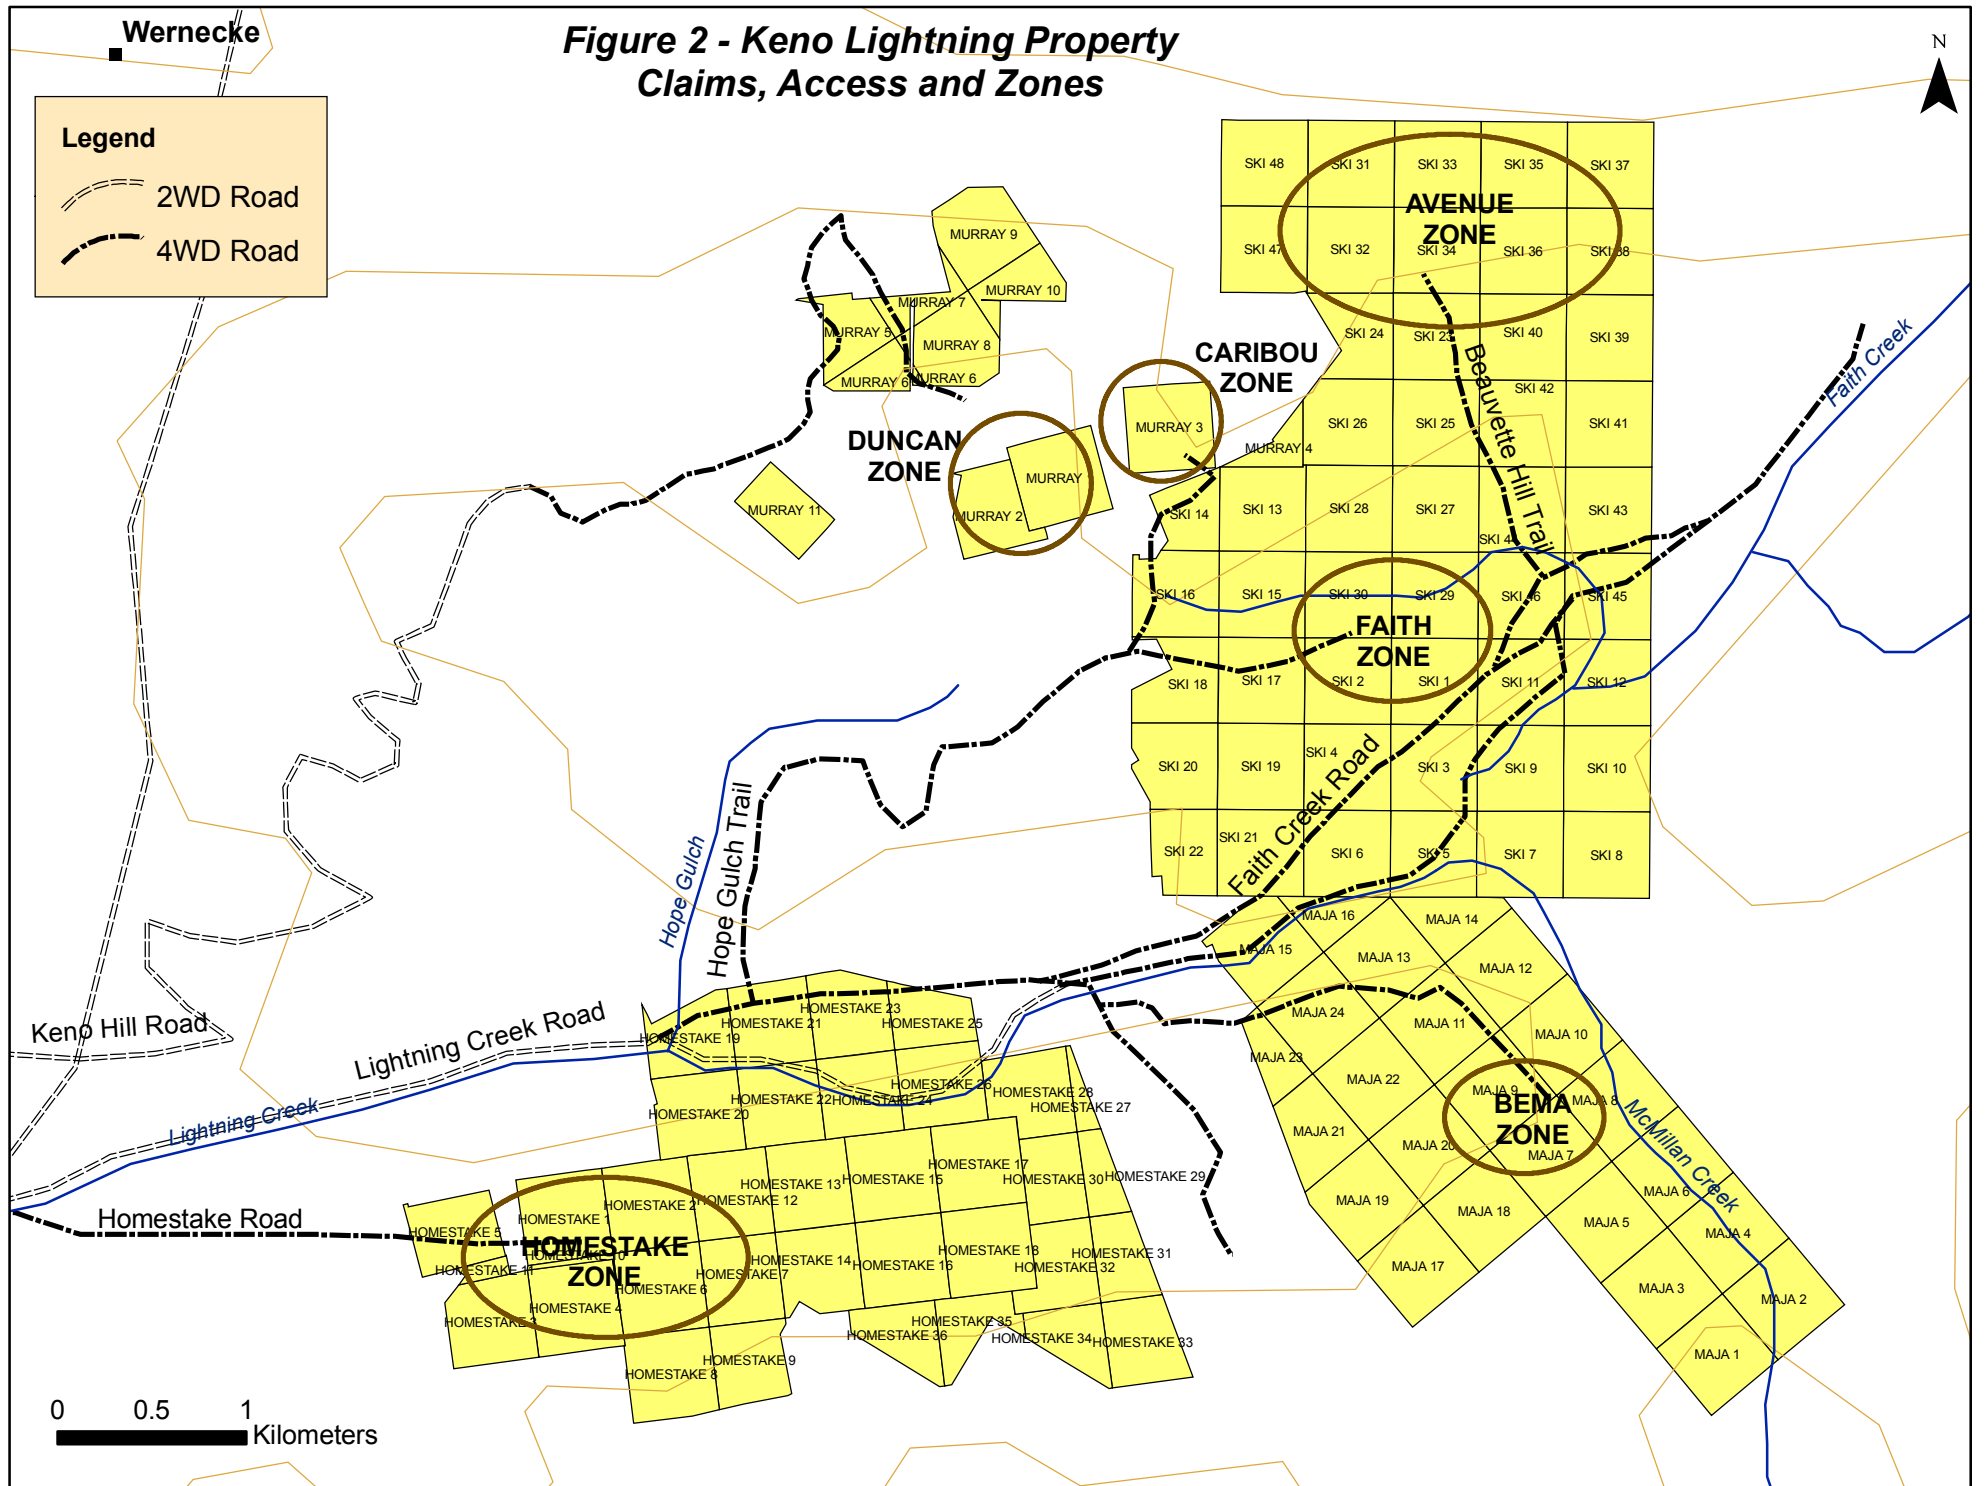 Wernecke
Figure 2 - Keno Lightning Property
Claims, Access and Zones
N
Legend
2WD Road
4WD Road
SKI 48
SKI 31
SKI 33
SKI 35
SKI 37
AVENUE
ZONE
SKI 47
SKI 32
SKI 34
SKI 36
SKI 38
MURRAY 9
MURRAY 10
MURRAY 7
MURRAY 5
MURRAY 8
MURRAY 6
MURRAY 6
CARIBOU
ZONE
SKI 24
SKI 23
SKI 40
SKI 39
Beauvette Hill Trail
Faith Creek
SKI 42
MURRAY 3
SKI 26
SKI 25
SKI 41
MURRAY 4
DUNCAN
ZONE
MURRAY
MURRAY 2
MURRAY 11
SKI 14
SKI 13
SKI 28
SKI 27
SKI 43
SKI 4
SKI 16
SKI 15
SKI 30
SKI 29
SKI 46
SKI 45
FAITH
ZONE
SKI 18
SKI 17
SKI 2
SKI 1
SKI 11
SKI 12
SKI 20
SKI 19
SKI 4
SKI 3
SKI 9
SKI 10
Faith Creek Road
SKI 22
SKI 21
SKI 6
SKI 5
SKI 7
SKI 8
Hope Gulch
Hope Gulch Trail
MAJA 16
MAJA 14
MAJA 15
MAJA 13
MAJA 12
MAJA 24
MAJA 11
MAJA 10
MAJA 23
MAJA 22
MAJA 9
MAJA 8
BEMA
ZONE
MAJA 21
MAJA 20
MAJA 7
McMillan Creek
MAJA 19
MAJA 18
MAJA 6
MAJA 5
MAJA 4
MAJA 17
MAJA 3
MAJA 2
MAJA 1
Keno Hill Road
Lightning Creek Road
Lightning Creek
HOMESTAKE 23
HOMESTAKE 21
HOMESTAKE 25
HOMESTAKE 19
HOMESTAKE 26
HOMESTAKE 28
HOMESTAKE 22
HOMESTAKE 24
HOMESTAKE 27
HOMESTAKE 20
HOMESTAKE 17
HOMESTAKE 13
HOMESTAKE 15
HOMESTAKE 30
HOMESTAKE 29
HOMESTAKE 12
HOMESTAKE 2
HOMESTAKE 1
Homestake Road
HOMESTAKE 5
HOMESTAKE
ZONE
HOMESTAKE 10
HOMESTAKE 11
HOMESTAKE 18
HOMESTAKE 31
HOMESTAKE 14
HOMESTAKE 16
HOMESTAKE 32
HOMESTAKE 7
HOMESTAKE 6
HOMESTAKE 4
HOMESTAKE 3
HOMESTAKE 35
HOMESTAKE 36
HOMESTAKE 34
HOMESTAKE 33
HOMESTAKE 9
HOMESTAKE 8
0 0.5 1
Kilometers